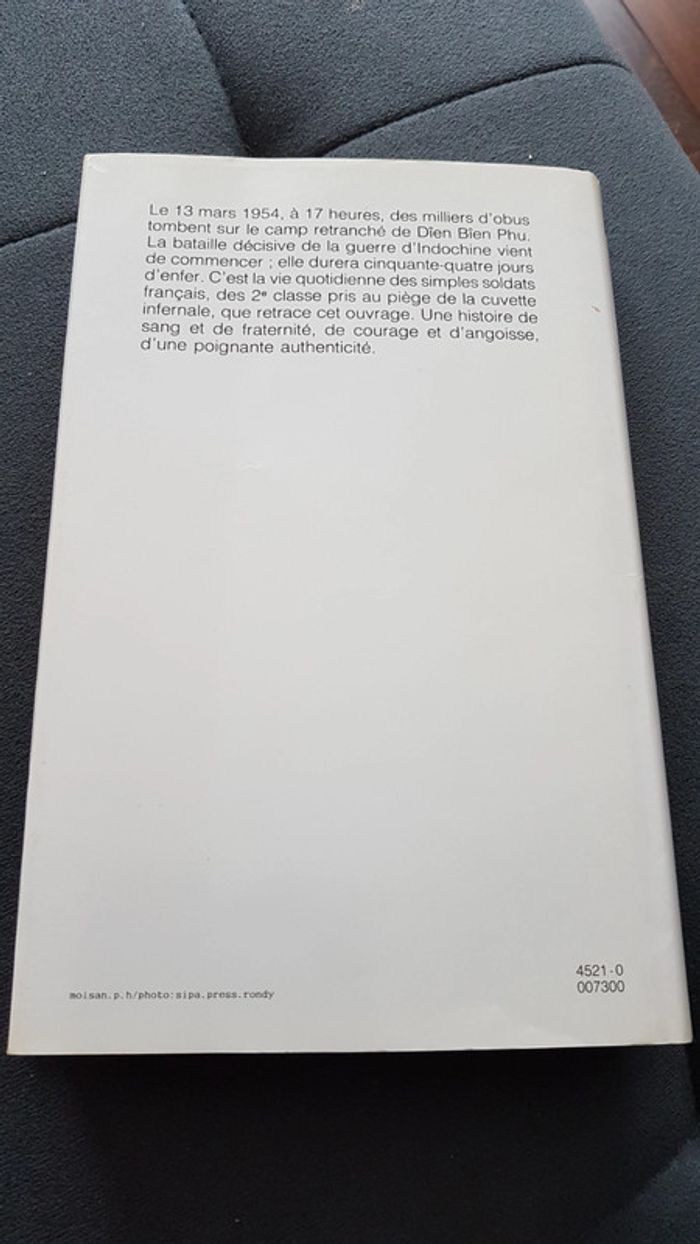 Le 13 mars 1954, à 17 heures, des milliers d'obus
tombent sur le camp retranché de Dîen Bîen Phu.
La bataille décisive de la guerre d'Indochine vient
de commencer ; elle durera cinquante-quatre jours
d'enfer. C'est la vie quotidienne des simples soldats
français, des 2e classe pris au piège de la cuvette
infernale, que retrace cet ouvrage. Une histoire de
sang et de fraternité, de courage et d'angoisse,
d'une poignante authenticité.
moisan.p.h/photo:sipa.press.rondy
4521-0
007300